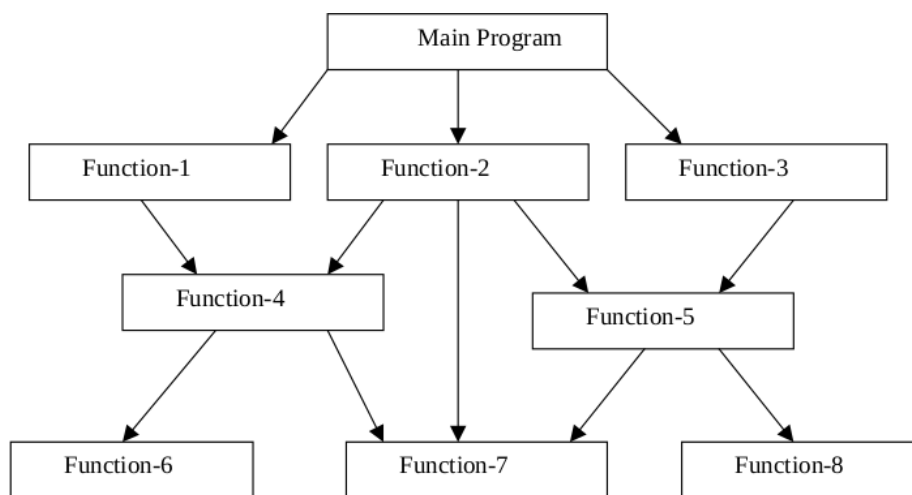 Main Program
Function-1
Function-2
Function-3
Function-4
Function-5
Function-6
Function-7
Function-8